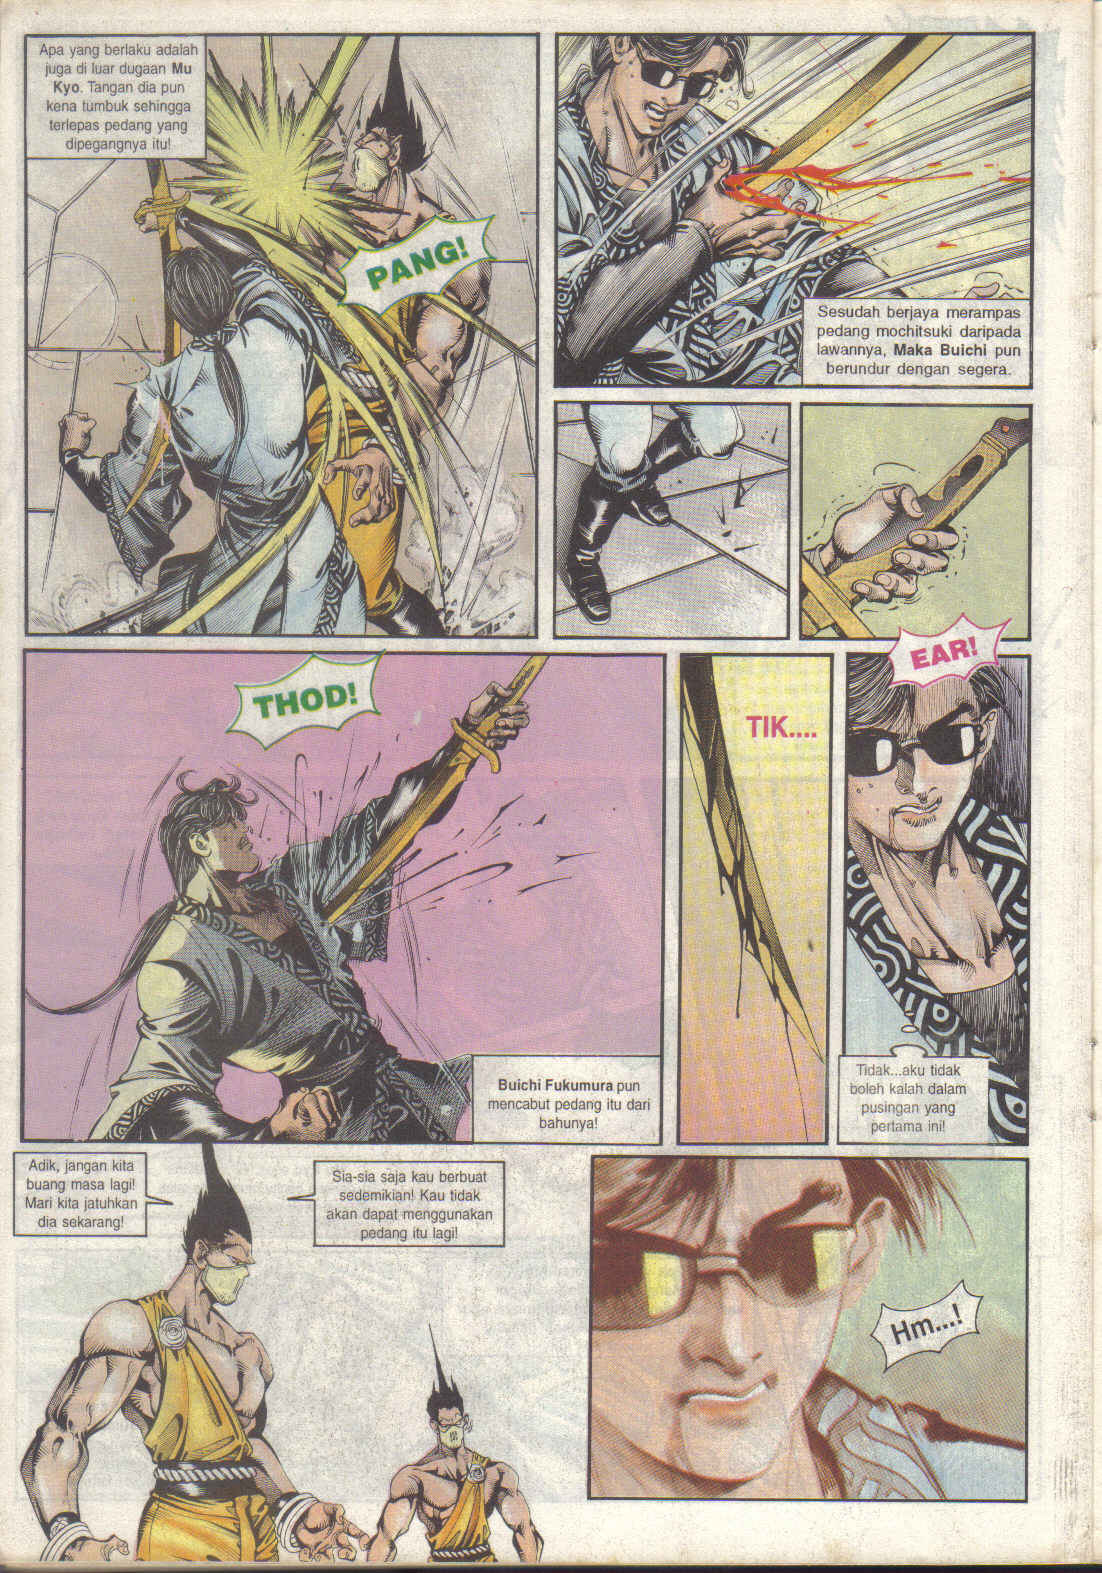 Apa yang berlaku adalah
juga di luar dugaan Mu
Kyo. Tangan dia pun
kena tumbuk sehingga
terlepas pedang yang
dipegangnya itu!
PANG!
Sesudah berjaya merampas
pedang mochitsuki daripada
lawannya, Maka Buichi pun
berundur dengan segera.
THOD!
Buichi Fukumura pun
mencabut pedang itu dari
bahunya!
TIK....
EAR!
Tidak...aku tidak
boleh kalah dalam
pusingan yang
pertama ini!
Adik, jangan kita
buang masa lagi!
Mari kita jatuhkan
dia sekarang!
Sia-sia saja kau berbuat
sedemikian! Kau tidak
akan dapat menggunakan
pedang itu lagi!
Hm...!